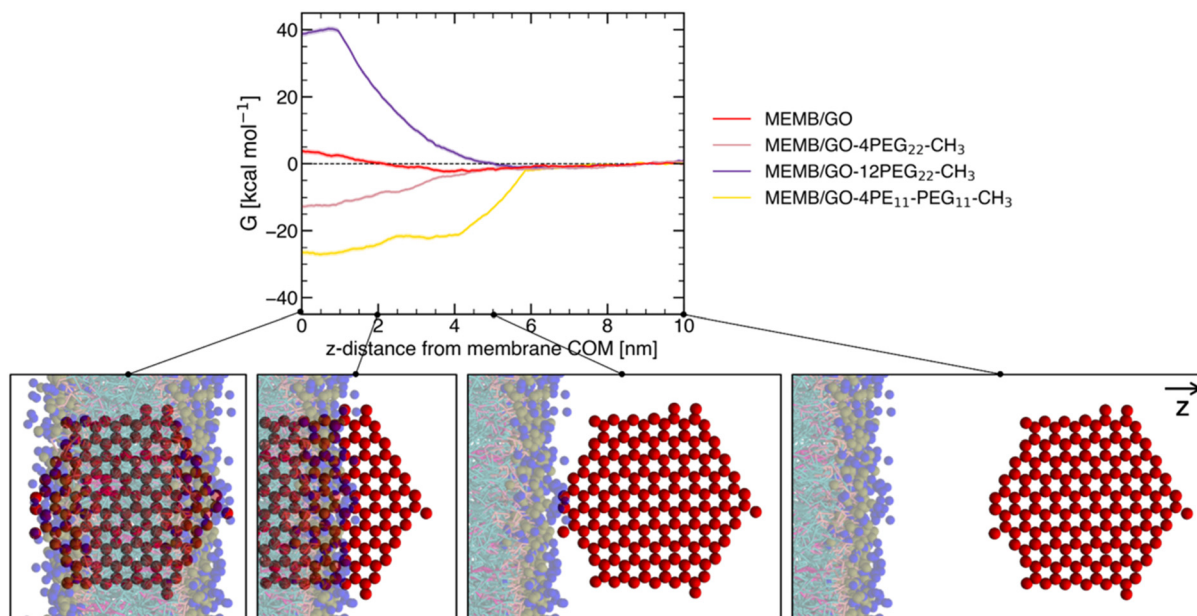 40
20
0
−20
−40
G [kcal mol⁻¹]
0 2 4 6 8 10
z-distance from membrane COM [nm]
MEMB/GO
MEMB/GO-4PEG₂₂-CH₃
MEMB/GO-12PEG₂₂-CH₃
MEMB/GO-4PE₁₁-PEG₁₁-CH₃
z